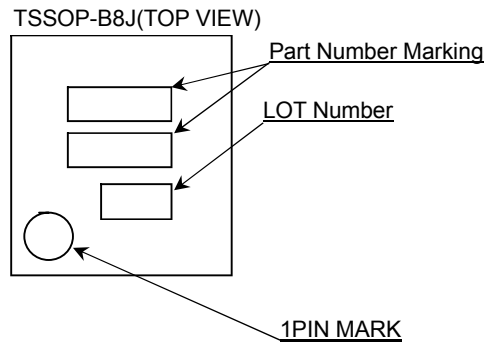 TSSOP-B8J(TOP VIEW)
Part Number Marking
LOT Number
1PIN MARK